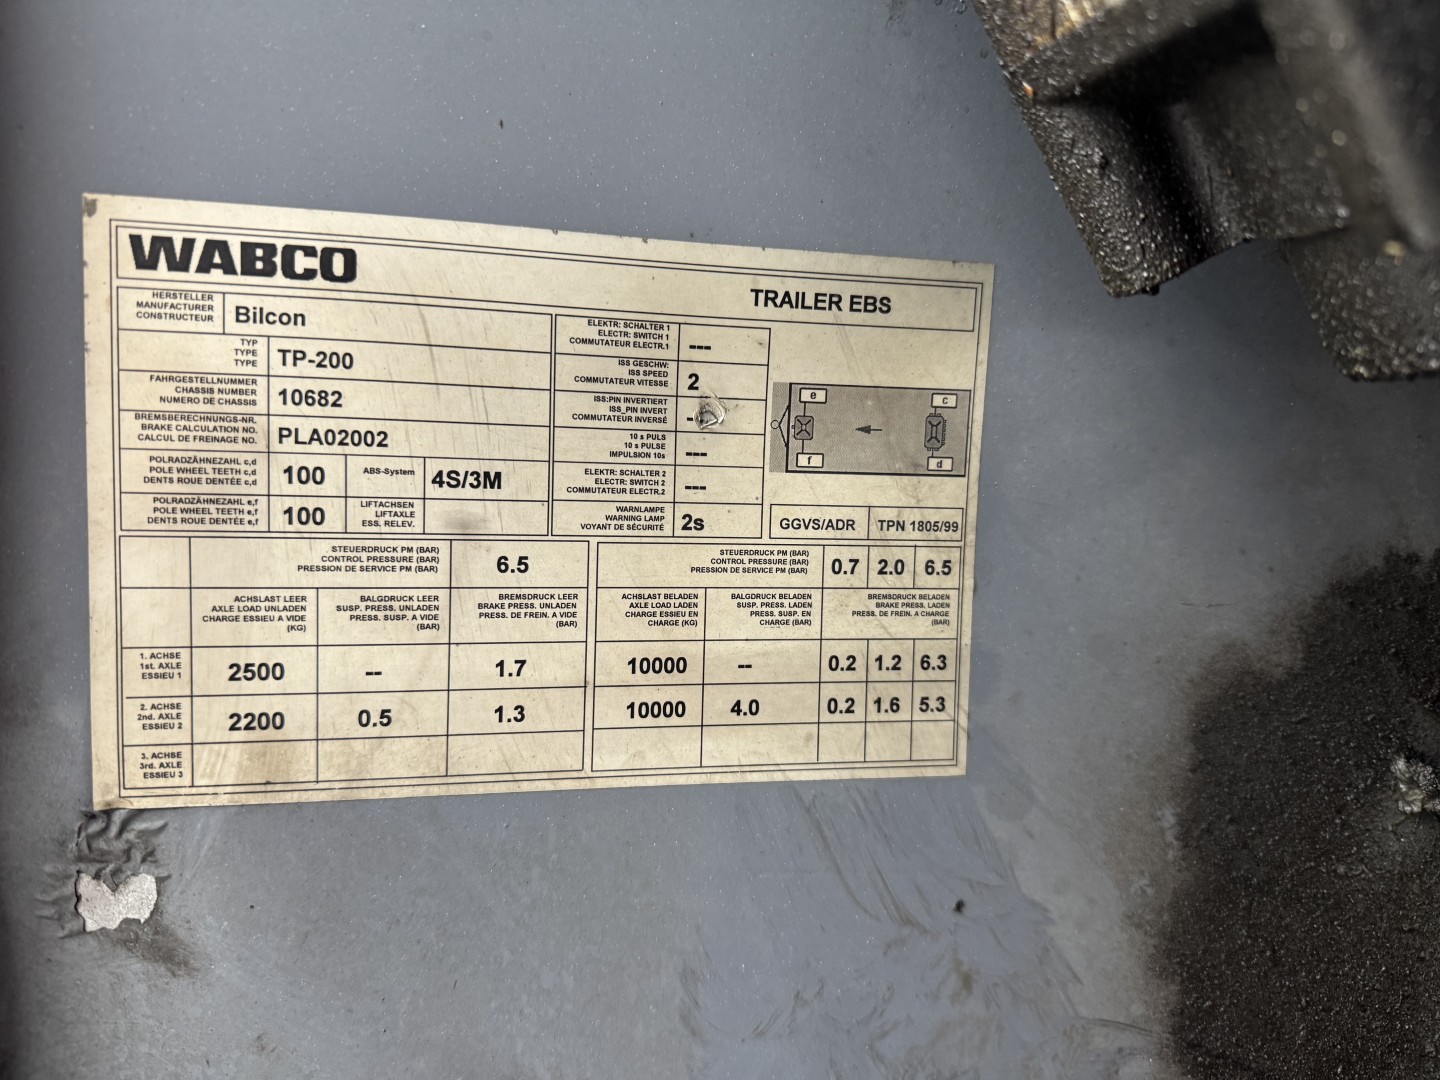 WABCO
TRAILER EBS
HERSTELLER
MANUFACTURER
CONSTRUCTEUR
Bilcon
TYP
TYPE
TYPE
TP-200
FAHRGESTELLNUMMER
CHASSIS NUMBER
NUMERO DE CHASSIS
10682
BREMSBERECHNUNGS-NR.
BRAKE CALCULATION NO.
CALCUL DE FREINAGE NO.
PLA02002
POLRADZÄHNEZAHL c,d
POLE WHEEL TEETH c,d
DENTS ROUE DENTÉE c,d
100
ABS-System
4S/3M
POLRADZÄHNEZAHL e,f
POLE WHEEL TEETH e,f
DENTS ROUE DENTÉE e,f
100
LIFTACHSEN
LIFTAXLE
ESS. RELEV.
ELEKTR: SCHALTER 1
ELECTR: SWITCH 1
COMMUTATEUR ELECTR.1
---
ISS GESCHW:
ISS SPEED
COMMUTATEUR VITESSE
2
ISS:PIN INVERTIERT
ISS_PIN INVERT
COMMUTATEUR INVERSÉ
10 s PULS
10 s PULSE
IMPULSION 10s
---
ELEKTR: SCHALTER 2
ELECTR: SWITCH 2
COMMUTATEUR ELECTR.2
---
WARNLAMPE
WARNING LAMP
VOYANT DE SÉCURITÉ
2s
e c
f d
GGVS/ADR TPN 1805/99
STEUERDRUCK PM (BAR)
CONTROL PRESSURE (BAR)
PRESSION DE SERVICE PM (BAR)
6.5
ACHSLAST LEER
AXLE LOAD UNLADEN
CHARGE ESSIEU A VIDE
(KG)
BALGDRUCK LEER
SUSP. PRESS. UNLADEN
PRESS. SUSP. A VIDE
(BAR)
BREMSDRUCK LEER
BRAKE PRESS. UNLADEN
PRESS. DE FREIN. A VIDE
(BAR)
1. ACHSE
1st. AXLE
ESSIEU 1
2500 -- 1.7
2. ACHSE
2nd. AXLE
ESSIEU 2
2200 0.5 1.3
3. ACHSE
3rd. AXLE
ESSIEU 3
STEUERDRUCK PM (BAR)
CONTROL PRESSURE (BAR)
PRESSION DE SERVICE PM (BAR)
0.7 2.0 6.5
ACHSLAST BELADEN
AXLE LOAD LADEN
CHARGE ESSIEU EN
CHARGE (KG)
BALGDRUCK BELADEN
SUSP. PRESS. LADEN
PRESS. SUSP. EN
CHARGE (BAR)
BREMSDRUCK BELADEN
BRAKE PRESS. LADEN
PRESS. DE FREIN. A CHARGE
(BAR)
10000 -- 0.2 1.2 6.3
10000 4.0 0.2 1.6 5.3